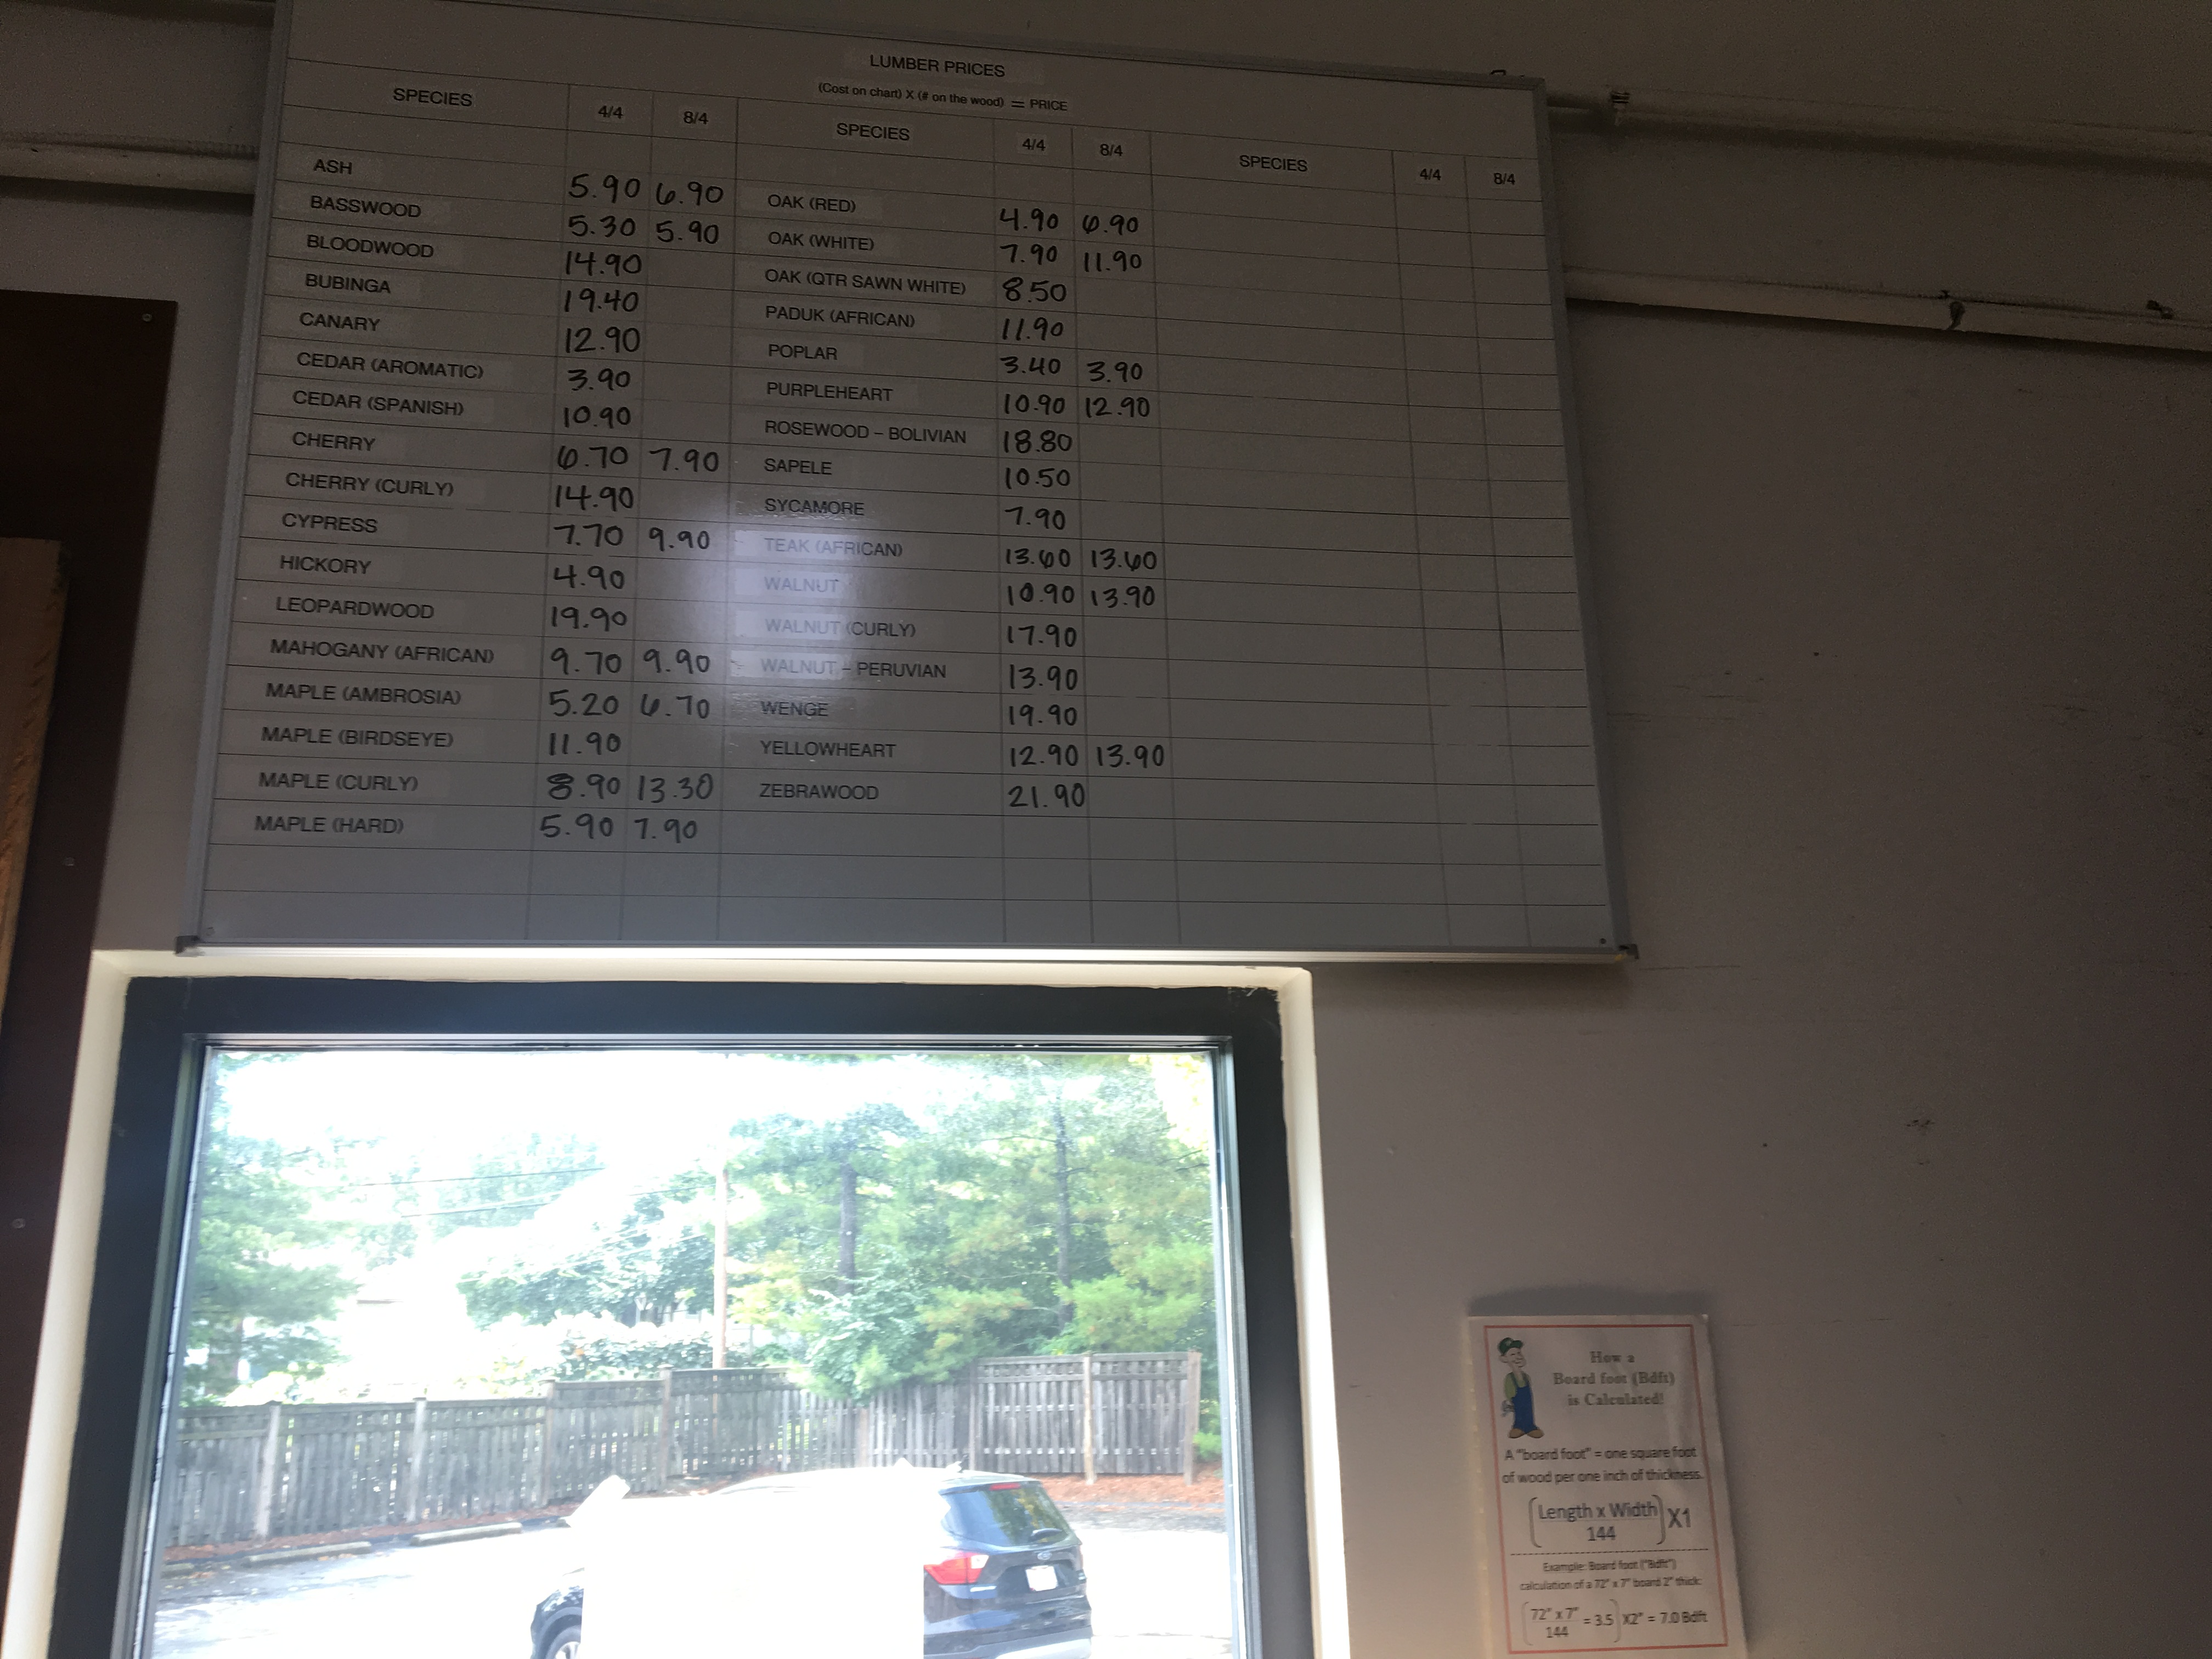 LUMBER PRICES
(Cost on chart) X (# on the wood) = PRICE
SPECIES 4/4 8/4
ASH 5.90 6.90
BASSWOOD 5.30 5.90
BLOODWOOD 14.90
BUBINGA 19.40
CANARY 12.90
CEDAR (AROMATIC) 3.90
CEDAR (SPANISH) 10.90
CHERRY 6.70 7.90
CHERRY (CURLY) 14.90
CYPRESS 7.70 9.90
HICKORY 4.90
LEOPARDWOOD 19.90
MAHOGANY (AFRICAN) 9.70 9.90
MAPLE (AMBROSIA) 5.20 6.70
MAPLE (BIRDSEYE) 11.90
MAPLE (CURLY) 8.90 13.30
MAPLE (HARD) 5.90 7.90
SPECIES 4/4 8/4
OAK (RED) 4.90 6.90
OAK (WHITE) 7.90 11.90
OAK (QTR SAWN WHITE) 8.50
PADUK (AFRICAN) 11.90
POPLAR 3.40 3.90
PURPLEHEART 10.90 12.90
ROSEWOOD – BOLIVIAN 18.80
SAPELE 10.50
SYCAMORE 7.90
TEAK (AFRICAN) 13.60 13.60
WALNUT 10.90 13.90
WALNUT (CURLY) 17.90
WALNUT – PERUVIAN 13.90
WENGE 19.90
YELLOWHEART 12.90 13.90
ZEBRAWOOD 21.90
SPECIES 4/4 8/4
How a
Board foot (Bdft)
is Calculated!
A "board foot" = one square foot
of wood per one inch of thickness.
(Length x Width
144) X1
Example: Board foot ("Bdft")
calculation of a 72" x 7" board 2" thick:
(72" x 7"
144 = 3.5) X2" = 7.0 Bdft